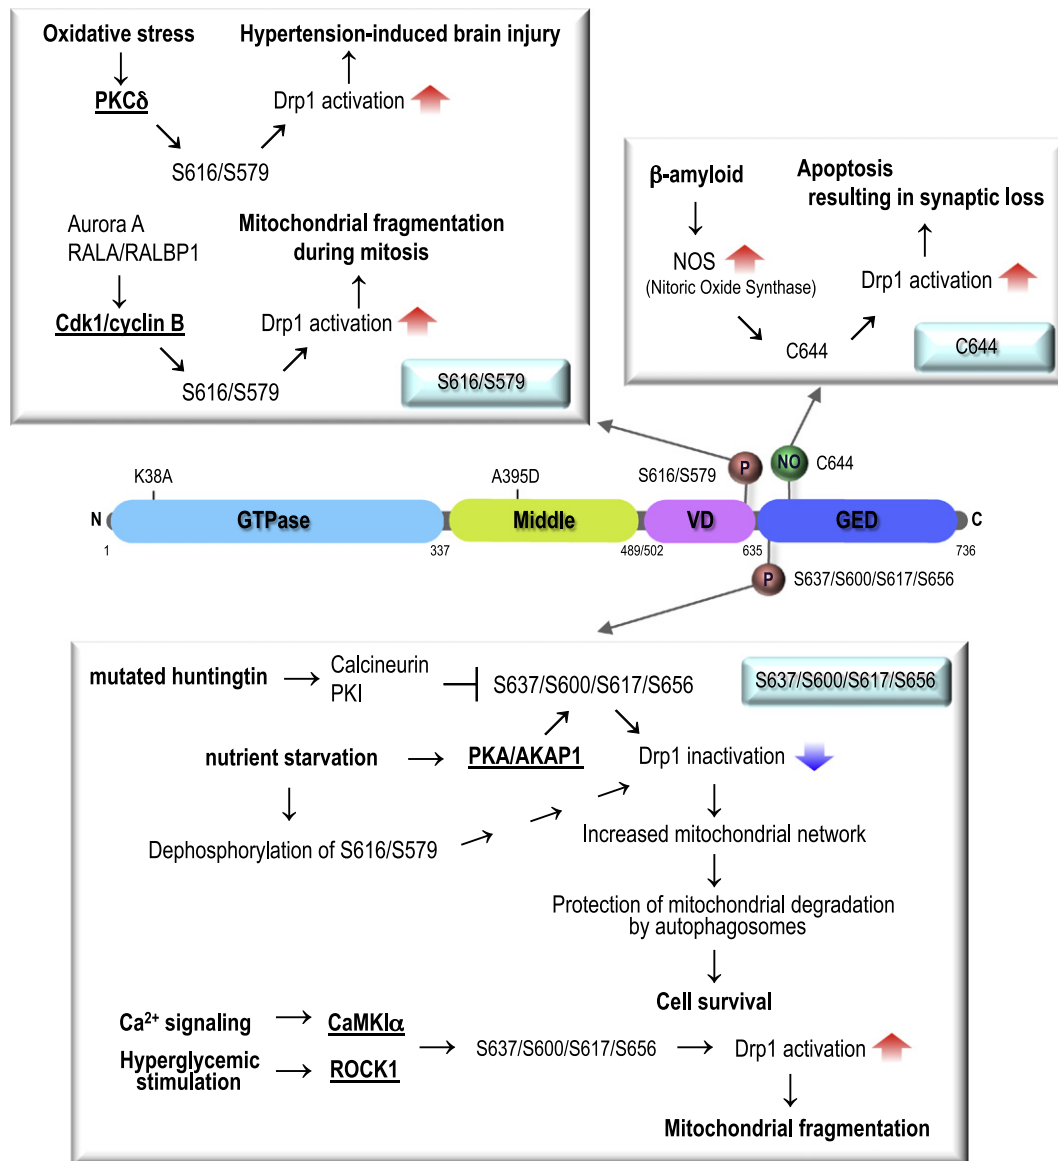 Oxidative stress
Hypertension-induced brain injury
PKCδ
Drp1 activation
S616/S579
Aurora A
RALA/RALBP1
Mitochondrial fragmentation
during mitosis
Cdk1/cyclin B
Drp1 activation
S616/S579
S616/S579
β-amyloid
Apoptosis
resulting in synaptic loss
NOS
(Nitoric Oxide Synthase)
Drp1 activation
C644
C644
K38A
A395D
S616/S579
P
NO
C644
N
GTPase
Middle
VD
GED
C
1
337
489/502
635
736
P
S637/S600/S617/S656
mutated huntingtin
Calcineurin
PKI
S637/S600/S617/S656
S637/S600/S617/S656
nutrient starvation
PKA/AKAP1
Drp1 inactivation
Dephosphorylation of S616/S579
Increased mitochondrial network
Protection of mitochondrial degradation
by autophagosomes
Cell survival
Ca²⁺ signaling
CaMKIα
Hyperglycemic
stimulation
ROCK1
S637/S600/S617/S656
Drp1 activation
Mitochondrial fragmentation